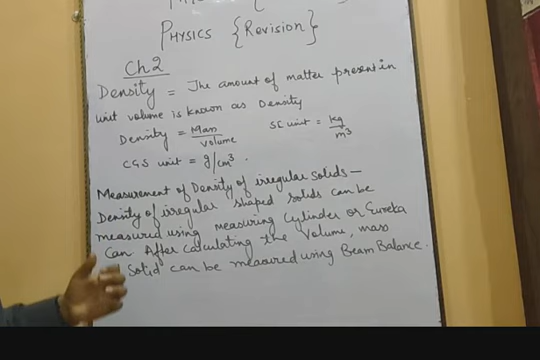 Physics {Revision}
Ch 2
Density = The amount of matter present in
unit volume is known as Density
Density = Mass/volume SI unit = kg/m³
CGS unit = g/cm³.
Measurement of Density of irregular solids—
Density of irregular shaped solids can be
measured using measuring Cylinder or Eureka
Can After calculating the volume, mass
Solid can be measured using Beam Balance.